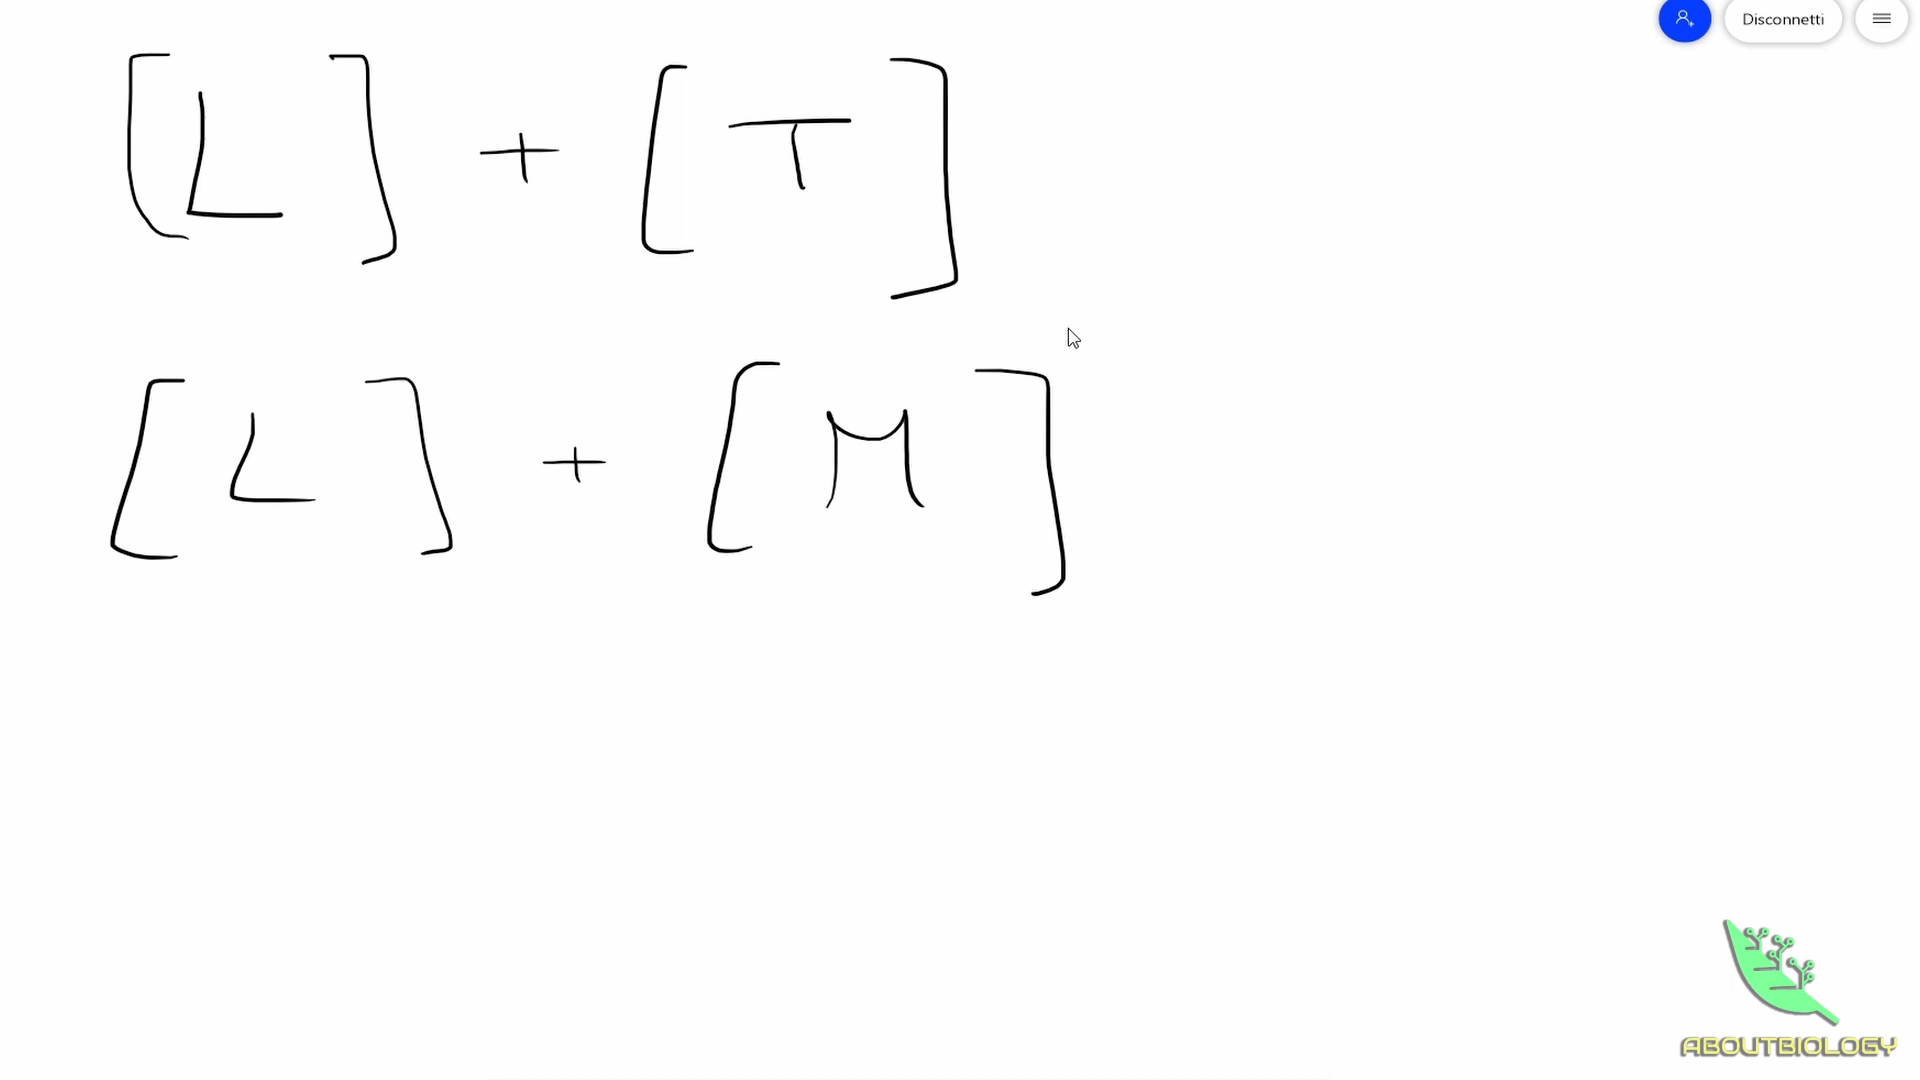 Disconnetti
[L] + [T]
[L] + [M]
ABOUTBIOLOGY